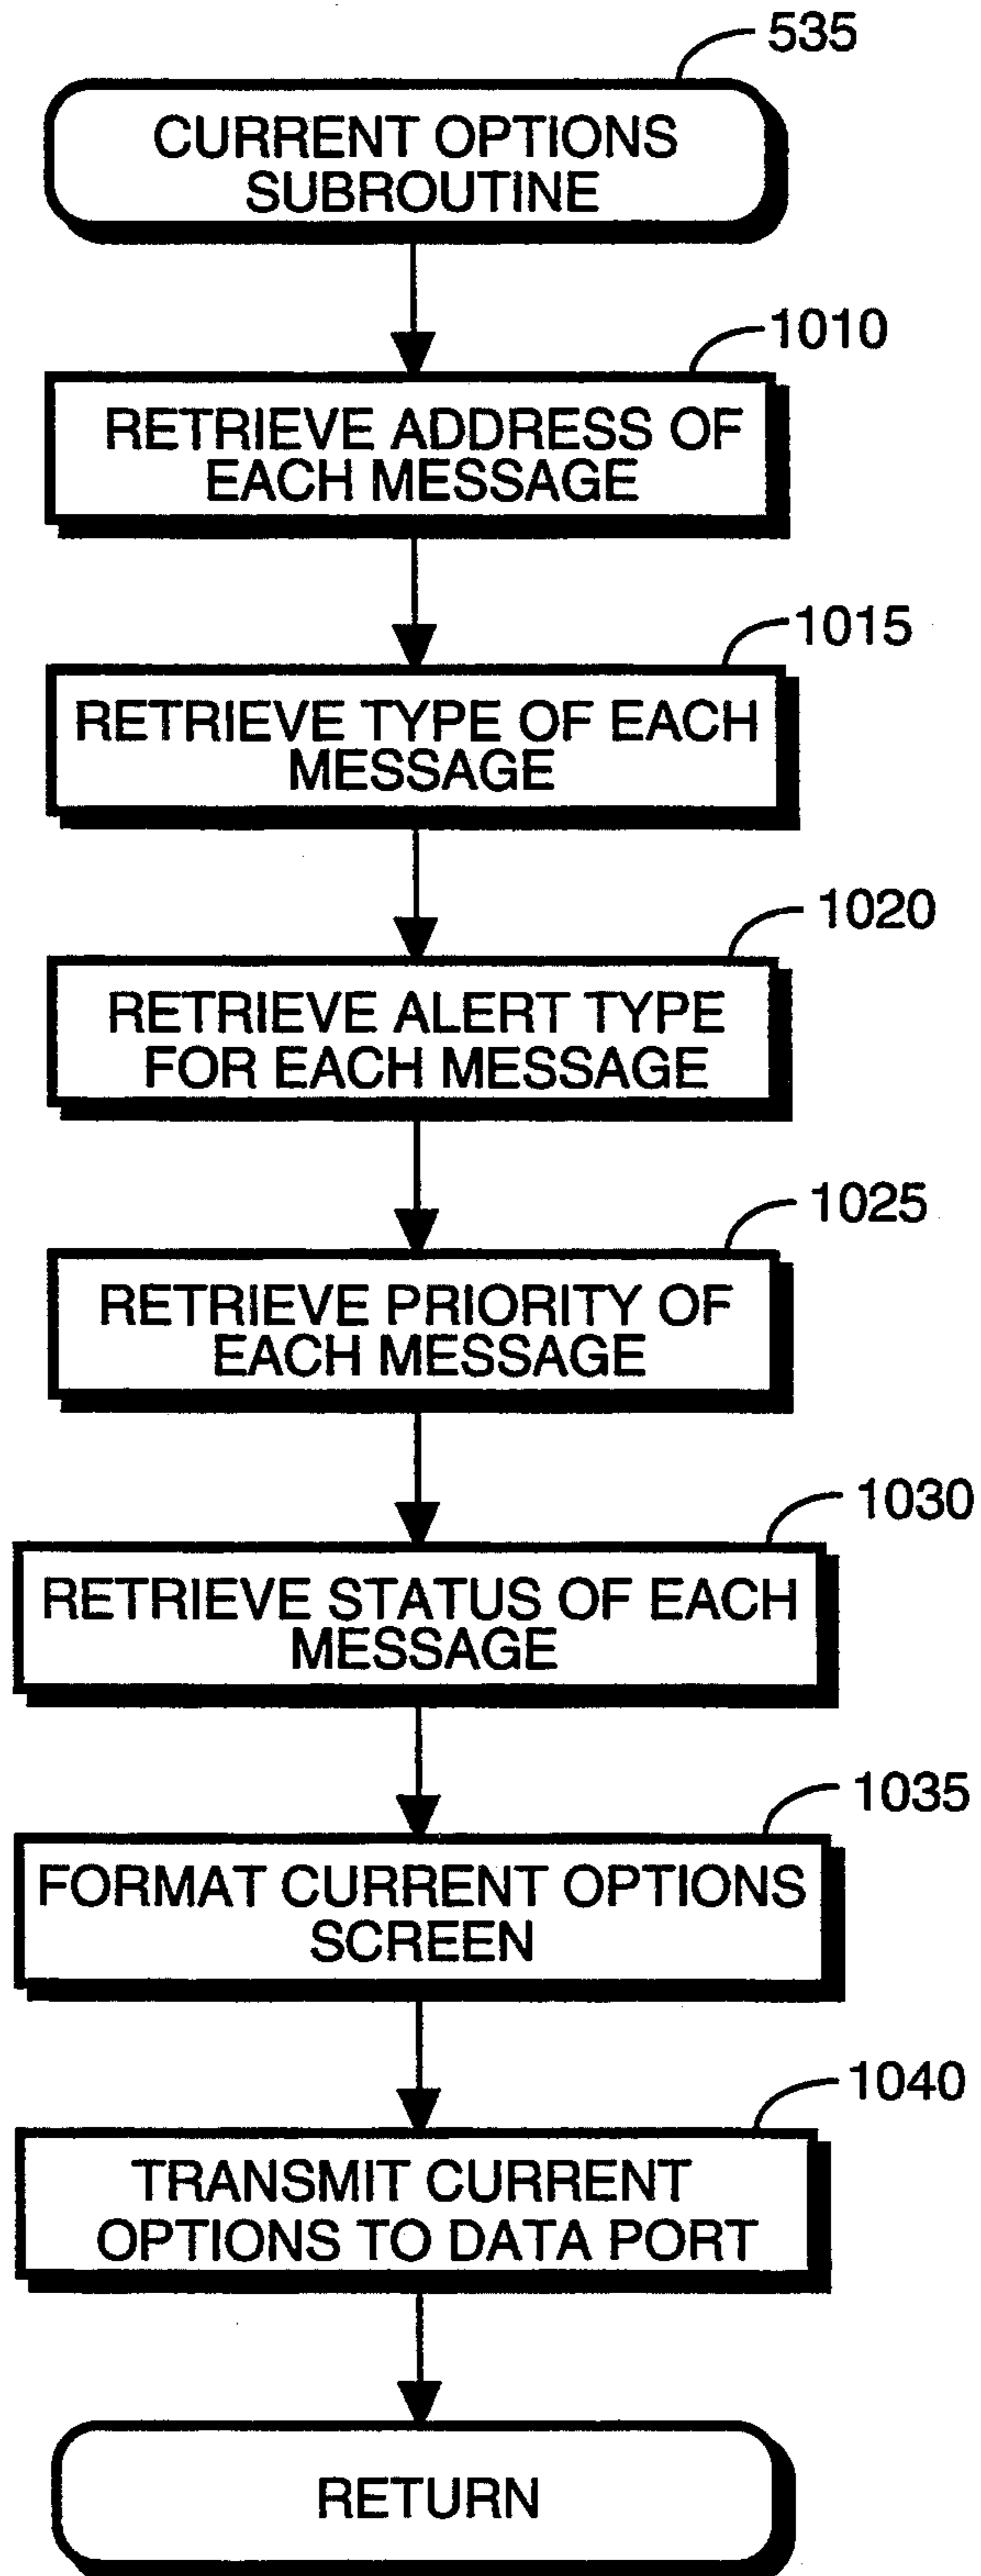 535
CURRENT OPTIONS
SUBROUTINE
1010
RETRIEVE ADDRESS OF
EACH MESSAGE
1015
RETRIEVE TYPE OF EACH
MESSAGE
1020
RETRIEVE ALERT TYPE
FOR EACH MESSAGE
1025
RETRIEVE PRIORITY OF
EACH MESSAGE
1030
RETRIEVE STATUS OF EACH
MESSAGE
1035
FORMAT CURRENT OPTIONS
SCREEN
1040
TRANSMIT CURRENT
OPTIONS TO DATA PORT
RETURN